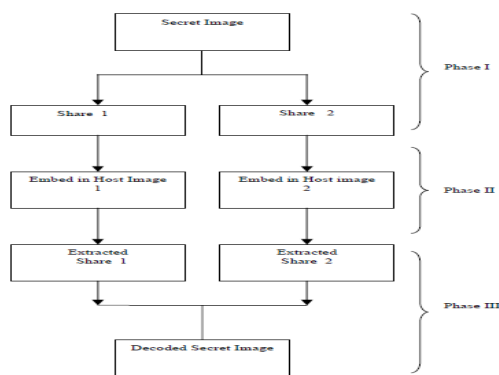 Secret Image
Phase I
Share 1
Share 2
Embed in Host Image
1
Embed in Host image
2
Phase II
Extracted
Share 1
Extracted
Share 2
Phase III
Decoded Secret Image